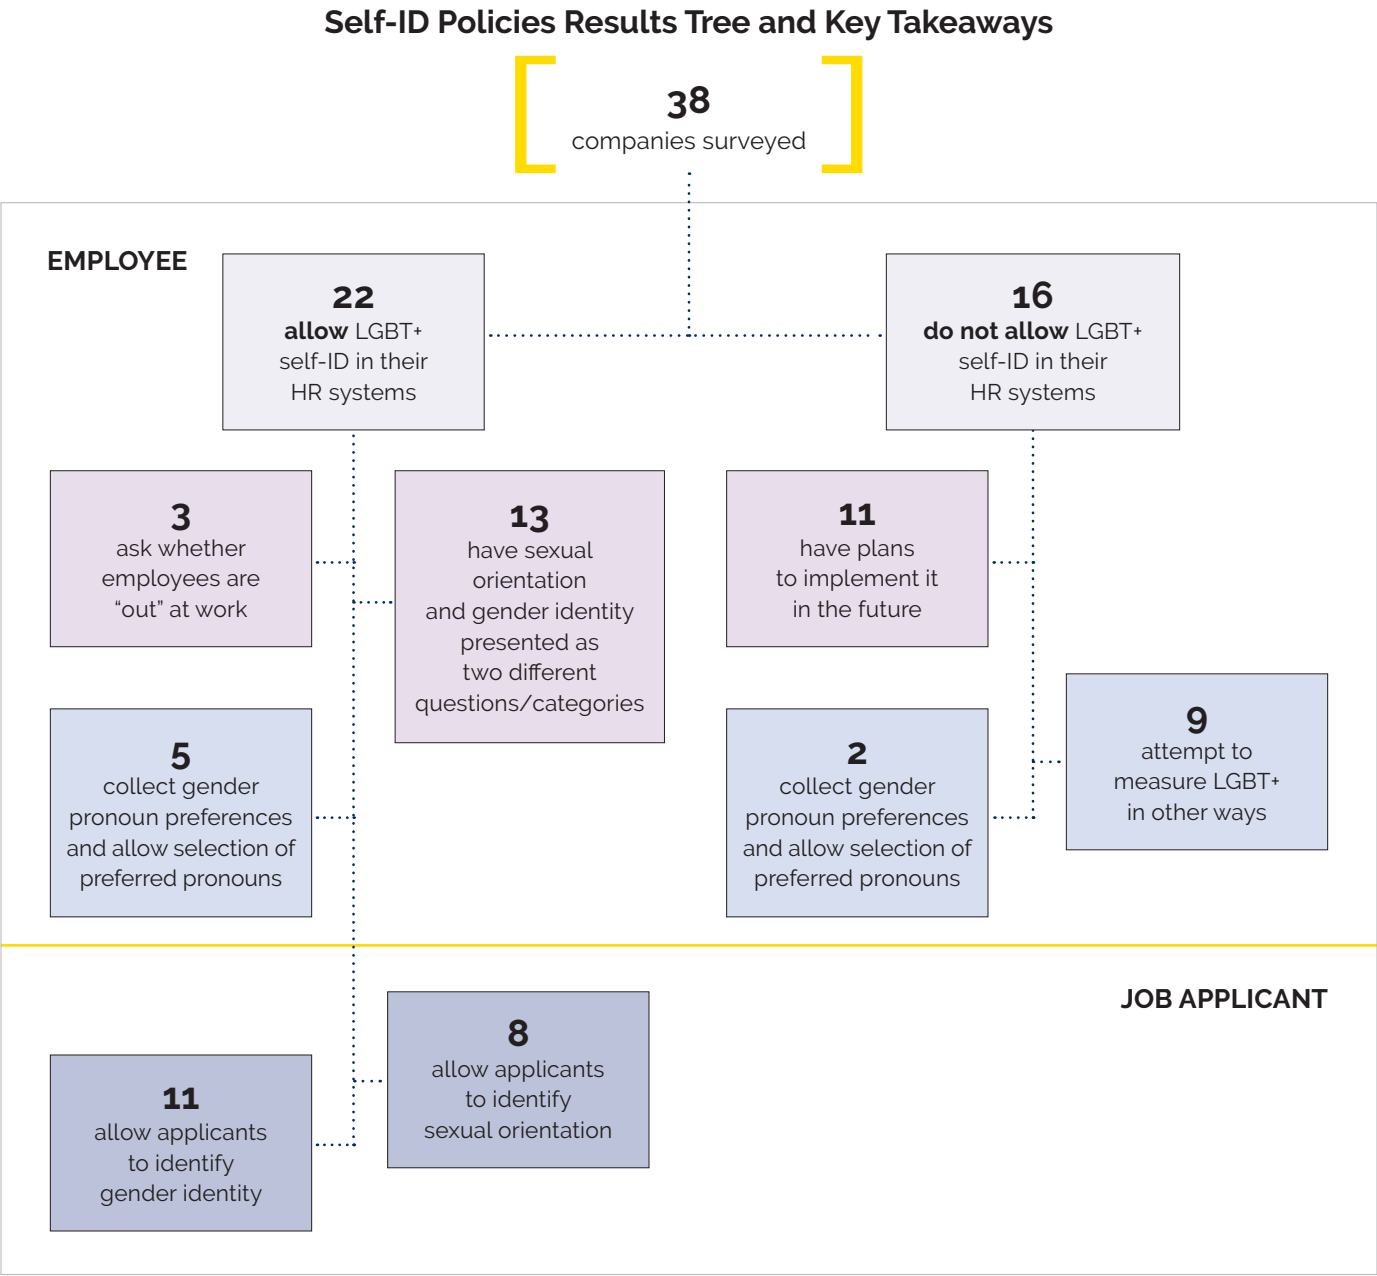 Self-ID Policies Results Tree and Key Takeaways
38
companies surveyed
EMPLOYEE
22
allow LGBT+
self-ID in their
HR systems
16
do not allow LGBT+
self-ID in their
HR systems
3
ask whether
employees are
“out” at work
13
have sexual
orientation
and gender identity
presented as
two different
questions/categories
11
have plans
to implement it
in the future
5
collect gender
pronoun preferences
and allow selection of
preferred pronouns
2
collect gender
pronoun preferences
and allow selection of
preferred pronouns
9
attempt to
measure LGBT+
in other ways
JOB APPLICANT
11
allow applicants
to identify
gender identity
8
allow applicants
to identify
sexual orientation